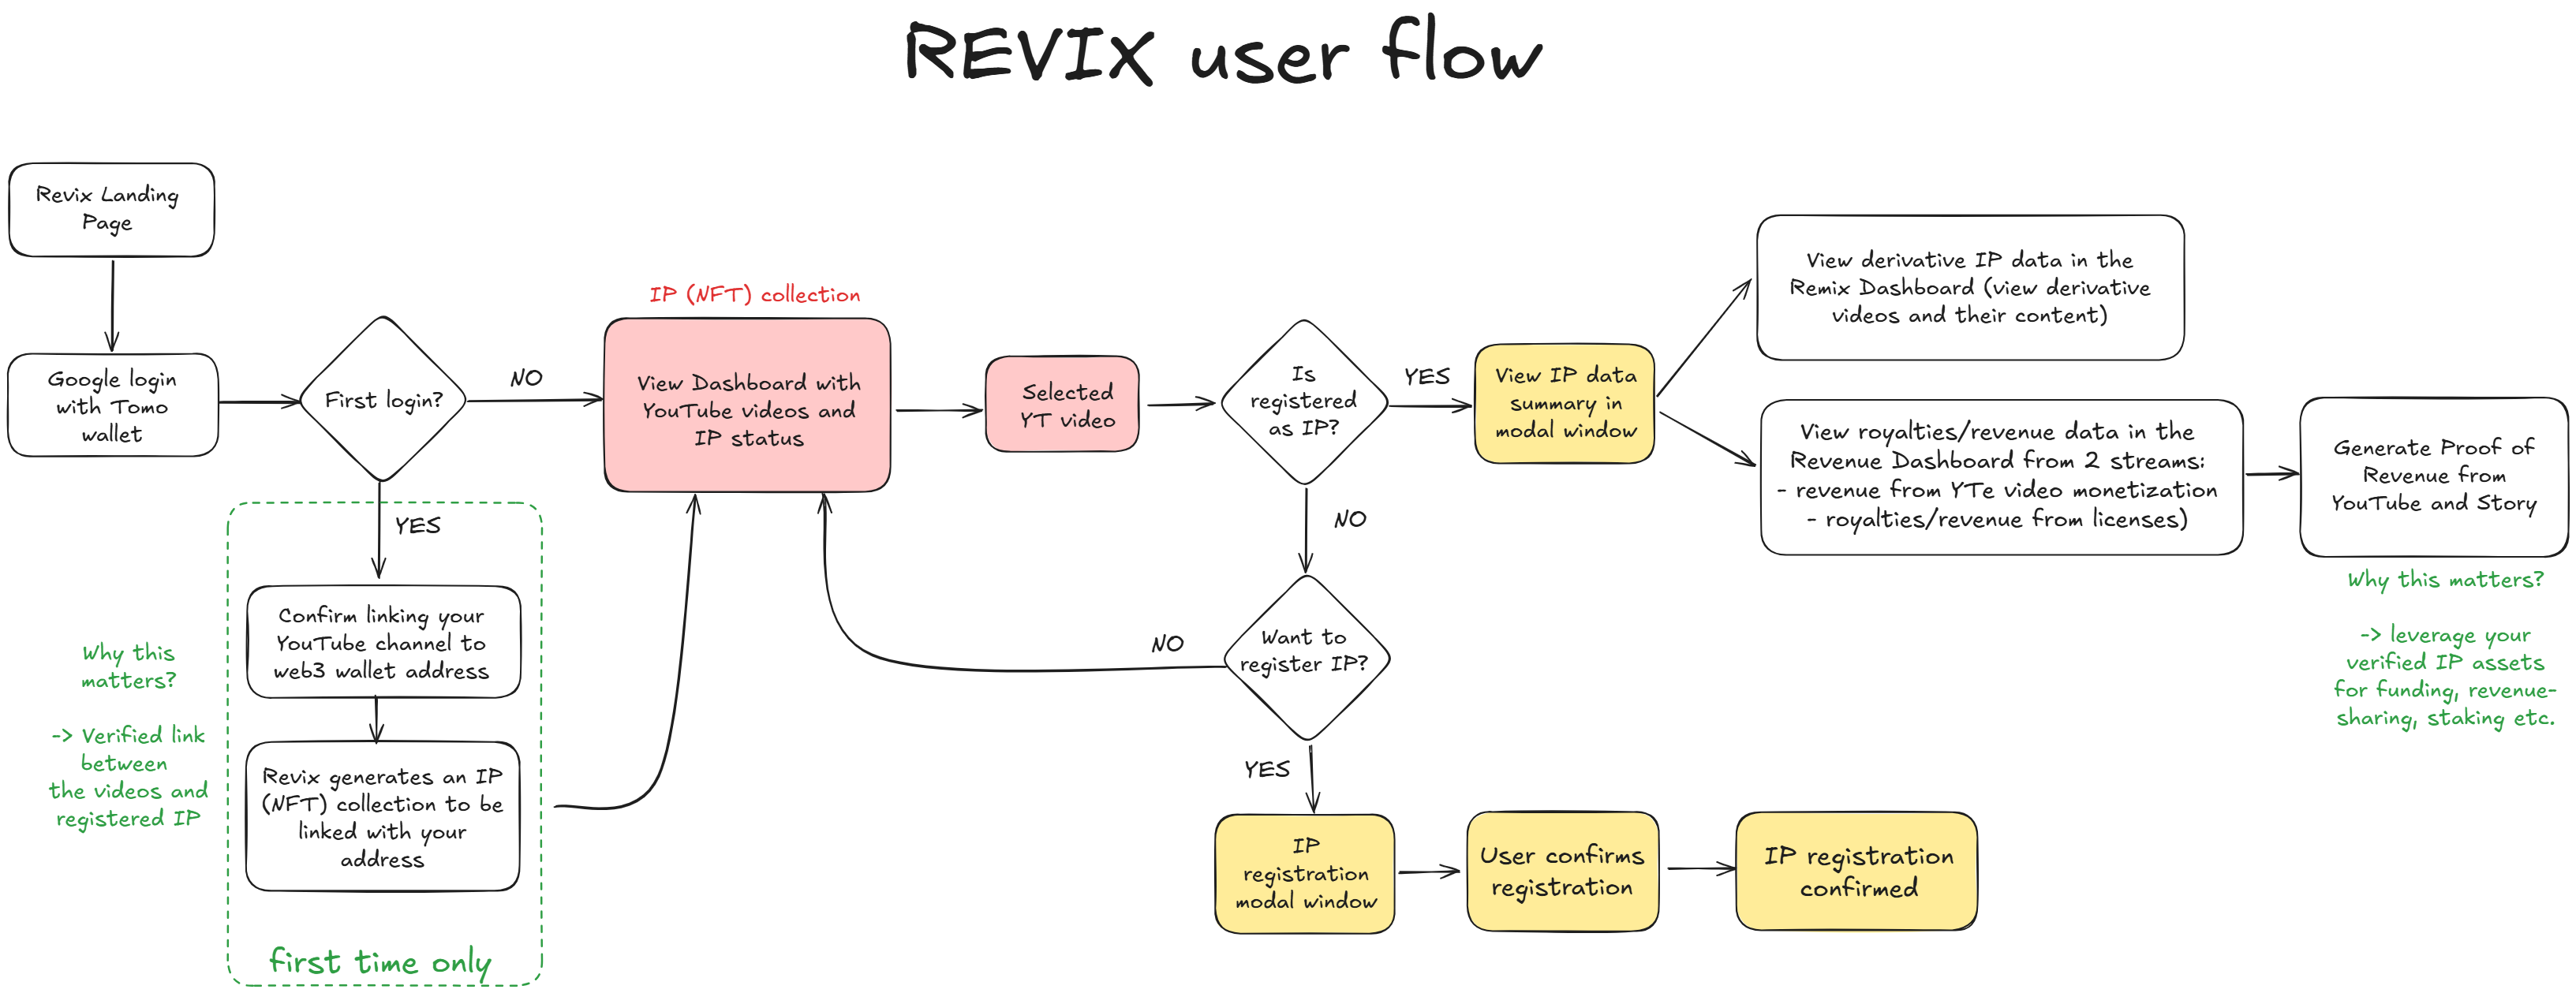 REVIX user flow
Revix Landing
Page
Google login
with Tomo
wallet
First login?
NO
YES
Confirm linking your
YouTube channel to
web3 wallet address
Revix generates an IP
(NFT) collection to be
linked with your
address
first time only
Why this
matters?
-> Verified link
between
the videos and
registered IP
IP (NFT) collection
View Dashboard with
YouTube videos and
IP status
Selected
YT video
Is
registered
as IP?
YES
NO
View IP data
summary in
modal window
View derivative IP data in the
Remix Dashboard (view derivative
videos and their content)
View royalties/revenue data in the
Revenue Dashboard from 2 streams:
- revenue from YTe video monetization
- royalties/revenue from licenses)
Generate Proof of
Revenue from
YouTube and Story
Why this matters?
-> leverage your
verified IP assets
for funding, revenue-
sharing, staking etc.
Want to
register IP?
NO
YES
IP
registration
modal window
User confirms
registration
IP registration
confirmed